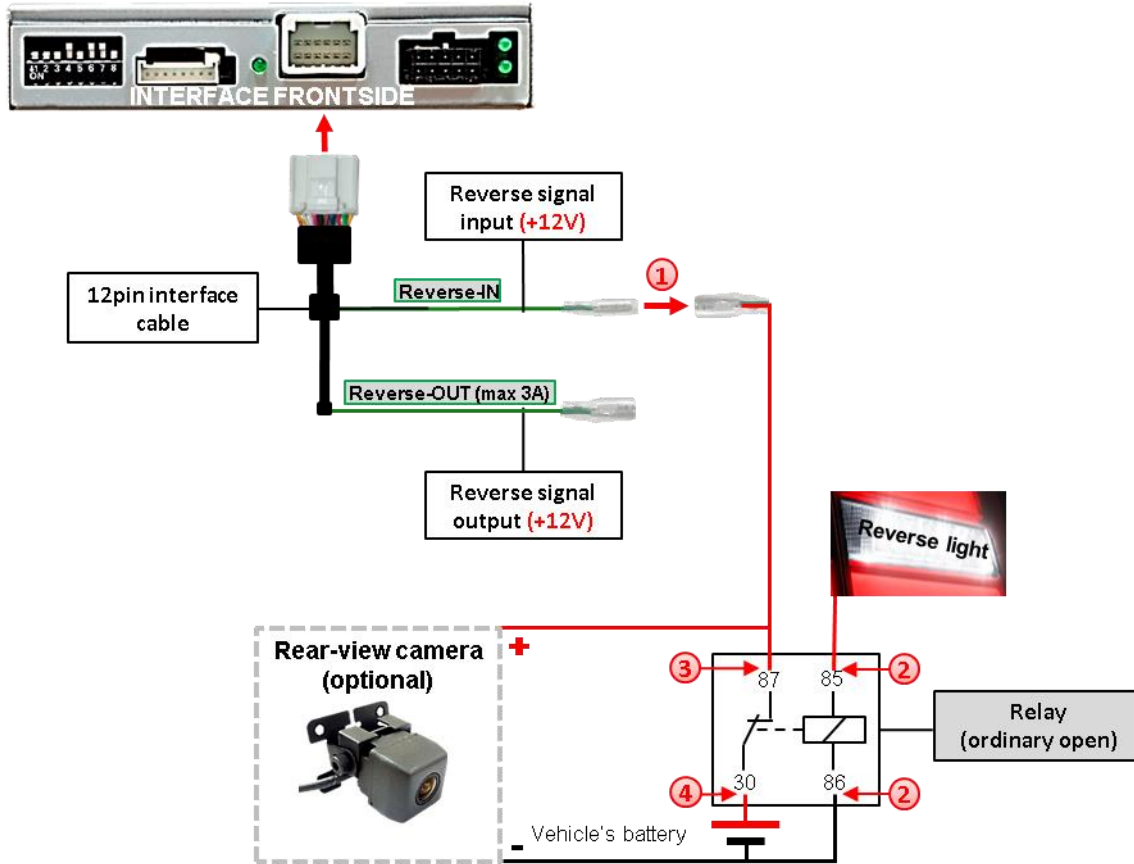 41 2 3 4 5 6 7 8
ON
INTERFACE FRONTSIDE
Reverse signal
input (+12V)
1
12pin interface
cable
Reverse-IN
Reverse-OUT (max 3A)
Reverse signal
output (+12V)
Reverse light
Rear-view camera
(optional)
+
3
87
85
2
Relay
(ordinary open)
4
30
86
2
-
Vehicle's battery